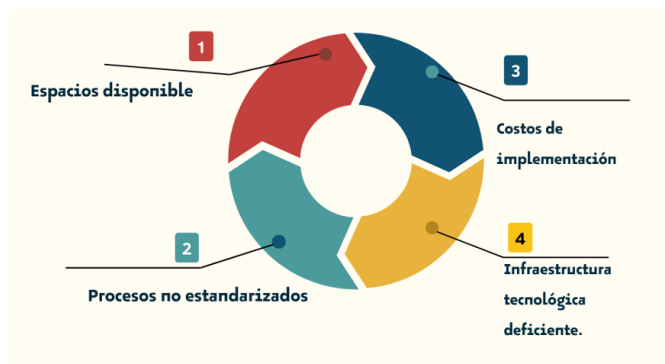 1
Espacios disponible
2
Procesos no estandarizados
3
Costos de
implementación
4
Infraestructura
tecnológica
deficiente.